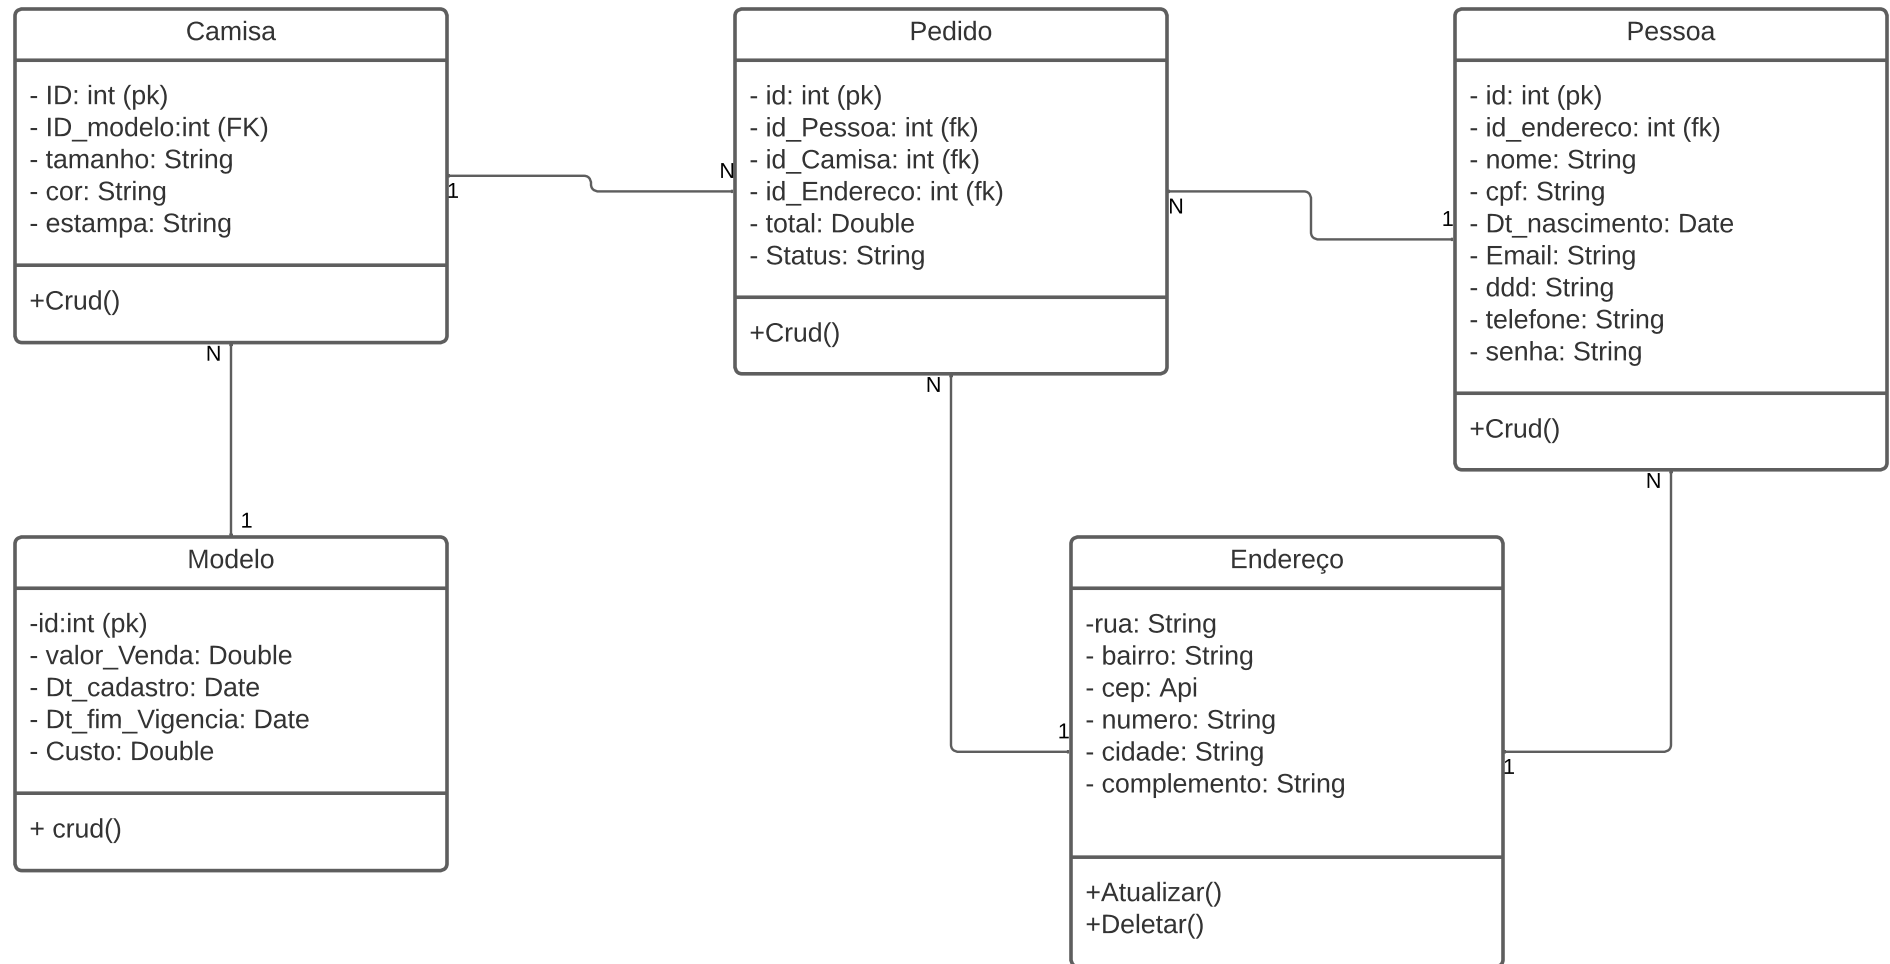 Camisa
- ID: int (pk)
- ID_modelo:int (FK)
- tamanho: String
- cor: String
- estampa: String
+Crud()
1
N
N
Pedido
- id: int (pk)
- id_Pessoa: int (fk)
- id_Camisa: int (fk)
- id_Endereco: int (fk)
- total: Double
- Status: String
+Crud()
N
N
1
Pessoa
- id: int (pk)
- id_endereco: int (fk)
- nome: String
- cpf: String
- Dt_nascimento: Date
- Email: String
- ddd: String
- telefone: String
- senha: String
+Crud()
N
1
Modelo
-id:int (pk)
- valor_Venda: Double
- Dt_cadastro: Date
- Dt_fim_Vigencia: Date
- Custo: Double
+ crud()
1
Endereço
-rua: String
- bairro: String
- cep: Api
- numero: String
- cidade: String
- complemento: String
+Atualizar()
+Deletar()
1